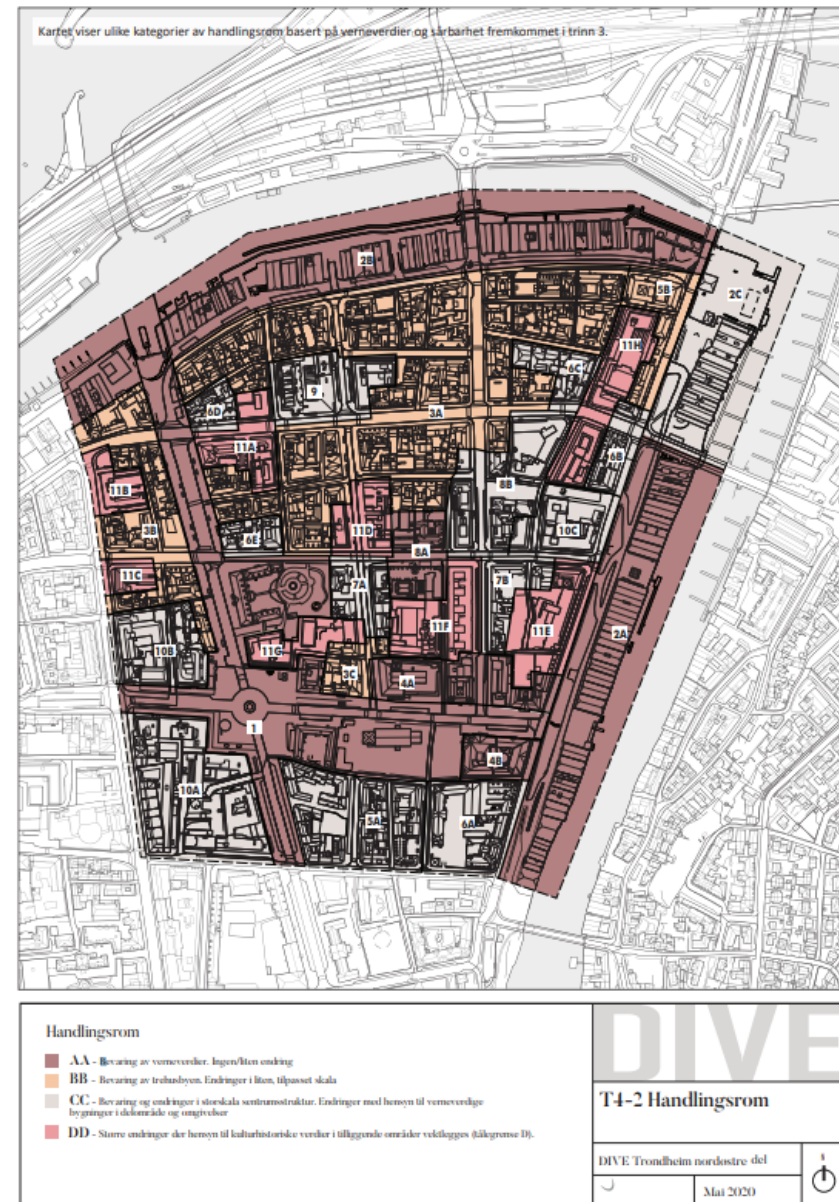 Kartet viser ulike kategorier av handlingsrom basert på verneverdier og sårbarhet fremkommet i trinn 3.
2B
5B
2C
11H
6C
9
6D
3A
11A
6B
8B
11B
10C
3B
11D
6E
8A
11C
7A
7B
11F
11E
2A
10B
11G
3C
4A
1
4B
10A
5A
6A
Handlingsrom
AA - Bevaring av verneverdier. Ingen/liten endring
BB - Bevaring av trehusbyen. Endringer i liten, tilpasset skala
CC - Bevaring og endringer i storskala sentrumsstruktur. Endringer med hensyn til verneverdige
bygninger i delområde og omgivelser
DD - Større endringer der hensyn til kulturhistoriske verdier i tilliggende områder vektlegges (tålegrense D).
DIVE
T4-2 Handlingsrom
DIVE Trondheim nordøstre del
Mai 2020